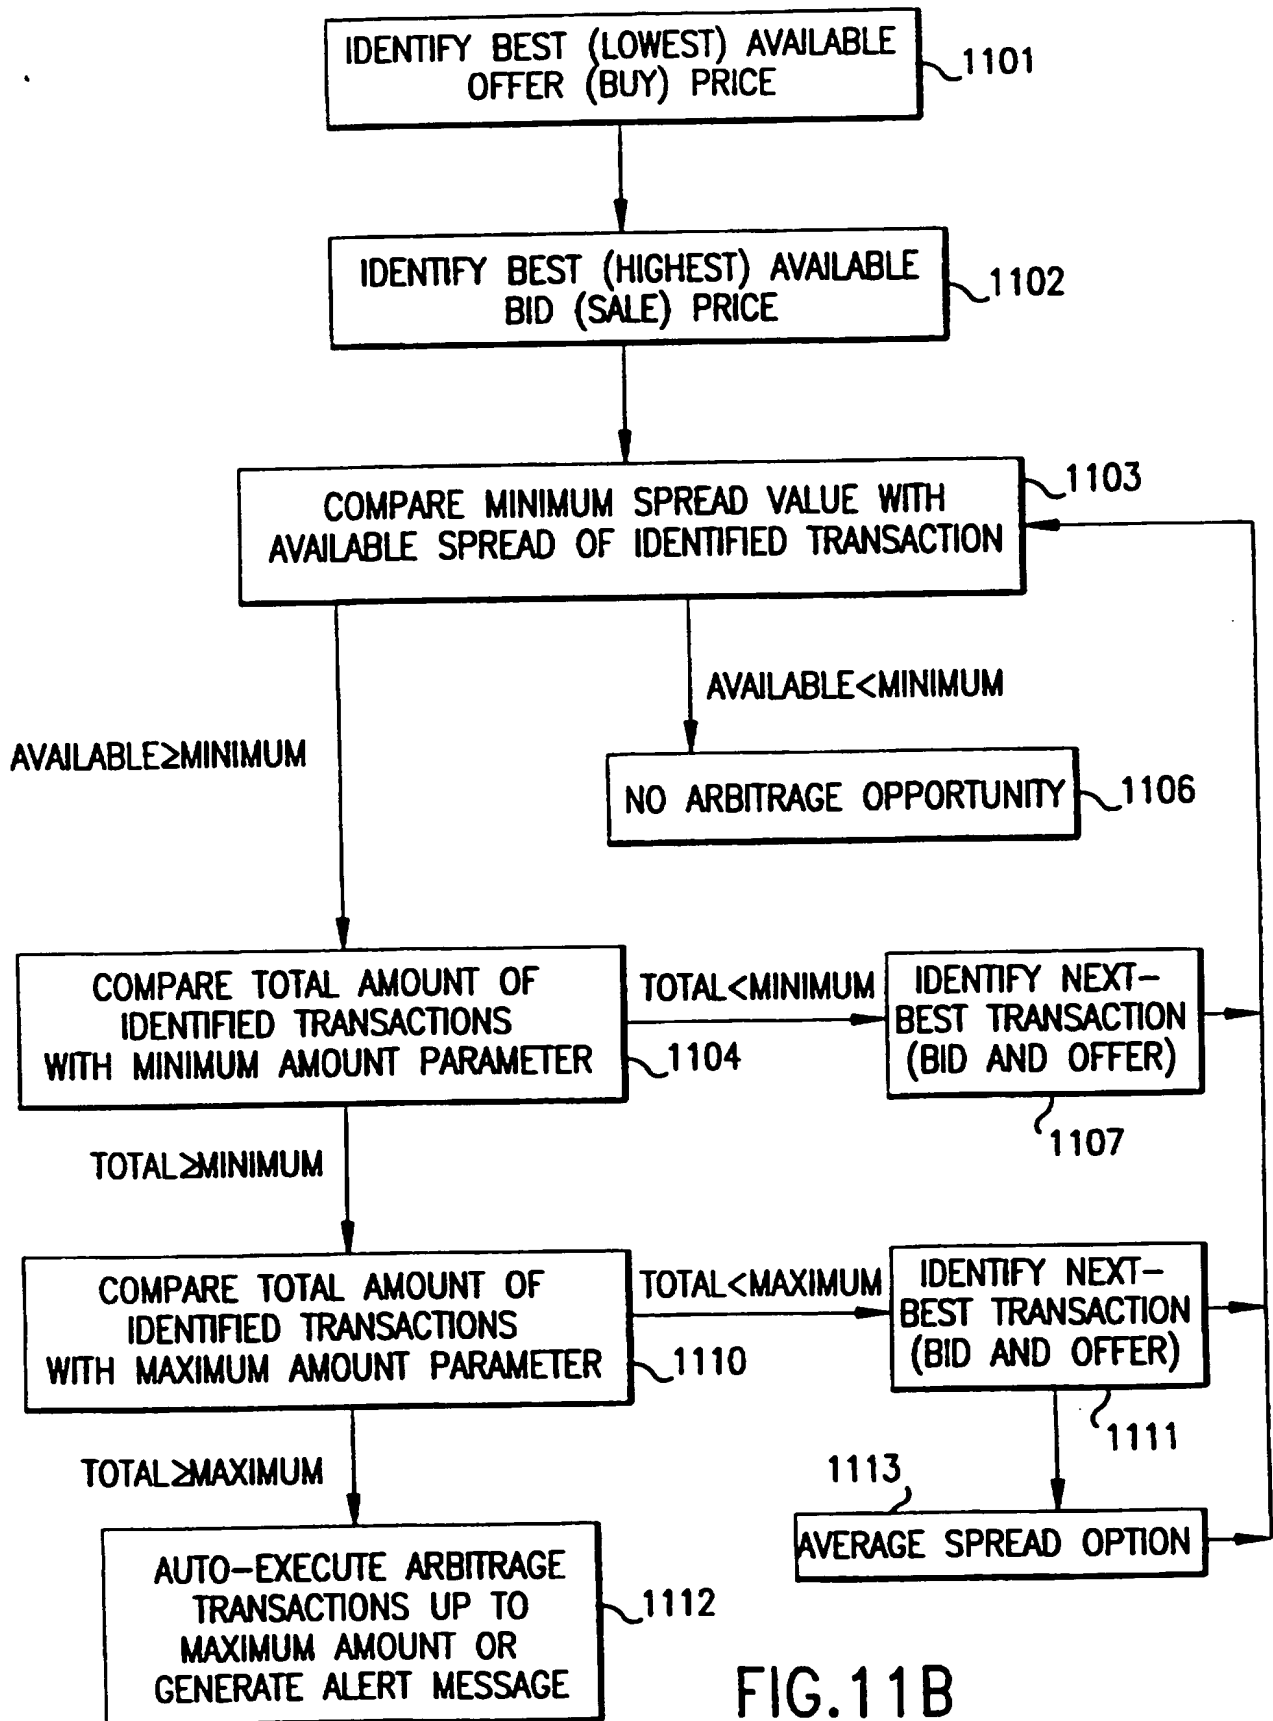 IDENTIFY BEST (LOWEST) AVAILABLE
OFFER (BUY) PRICE
1101
IDENTIFY BEST (HIGHEST) AVAILABLE
BID (SALE) PRICE
1102
COMPARE MINIMUM SPREAD VALUE WITH
AVAILABLE SPREAD OF IDENTIFIED TRANSACTION
1103
AVAILABLE<MINIMUM
AVAILABLE≥MINIMUM
NO ARBITRAGE OPPORTUNITY
1106
COMPARE TOTAL AMOUNT OF
IDENTIFIED TRANSACTIONS
WITH MINIMUM AMOUNT PARAMETER
1104
TOTAL<MINIMUM
IDENTIFY NEXT-
BEST TRANSACTION
(BID AND OFFER)
1107
TOTAL≥MINIMUM
COMPARE TOTAL AMOUNT OF
IDENTIFIED TRANSACTIONS
WITH MAXIMUM AMOUNT PARAMETER
1110
TOTAL<MAXIMUM
IDENTIFY NEXT-
BEST TRANSACTION
(BID AND OFFER)
1111
TOTAL≥MAXIMUM
1113
AVERAGE SPREAD OPTION
AUTO-EXECUTE ARBITRAGE
TRANSACTIONS UP TO
MAXIMUM AMOUNT OR
GENERATE ALERT MESSAGE
1112
FIG.11B